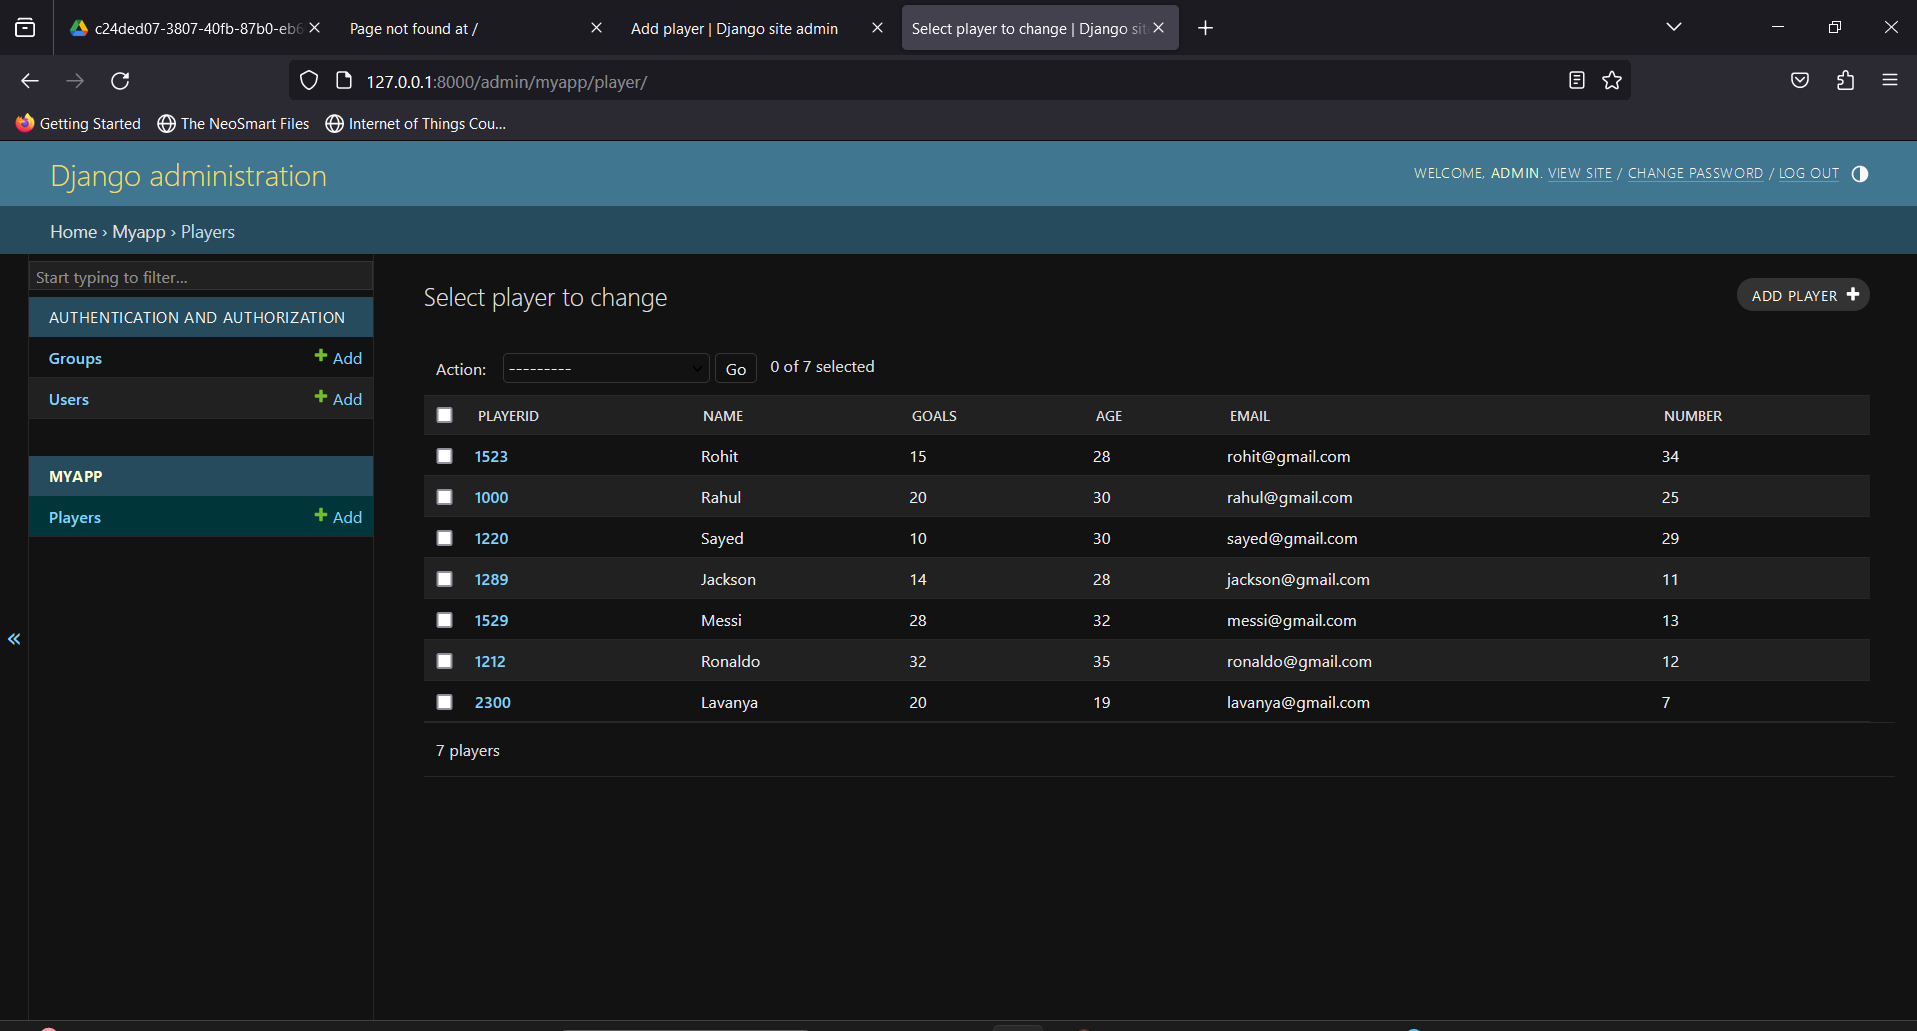 c24ded07-3807-40fb-87b0-eb6
Page not found at /
Add player | Django site admin
Select player to change | Django sit
127.0.0.1:8000/admin/myapp/player/
Getting Started
The NeoSmart Files
Internet of Things Cou...
Django administration
WELCOME, ADMIN. VIEW SITE / CHANGE PASSWORD / LOG OUT
Home › Myapp › Players
Start typing to filter...
AUTHENTICATION AND AUTHORIZATION
Groups + Add
Users + Add
MYAPP
Players + Add
«
Select player to change
ADD PLAYER +
Action: --------- Go 0 of 7 selected
PLAYERID NAME GOALS AGE EMAIL NUMBER
1523 Rohit 15 28 rohit@gmail.com 34
1000 Rahul 20 30 rahul@gmail.com 25
1220 Sayed 10 30 sayed@gmail.com 29
1289 Jackson 14 28 jackson@gmail.com 11
1529 Messi 28 32 messi@gmail.com 13
1212 Ronaldo 32 35 ronaldo@gmail.com 12
2300 Lavanya 20 19 lavanya@gmail.com 7
7 players